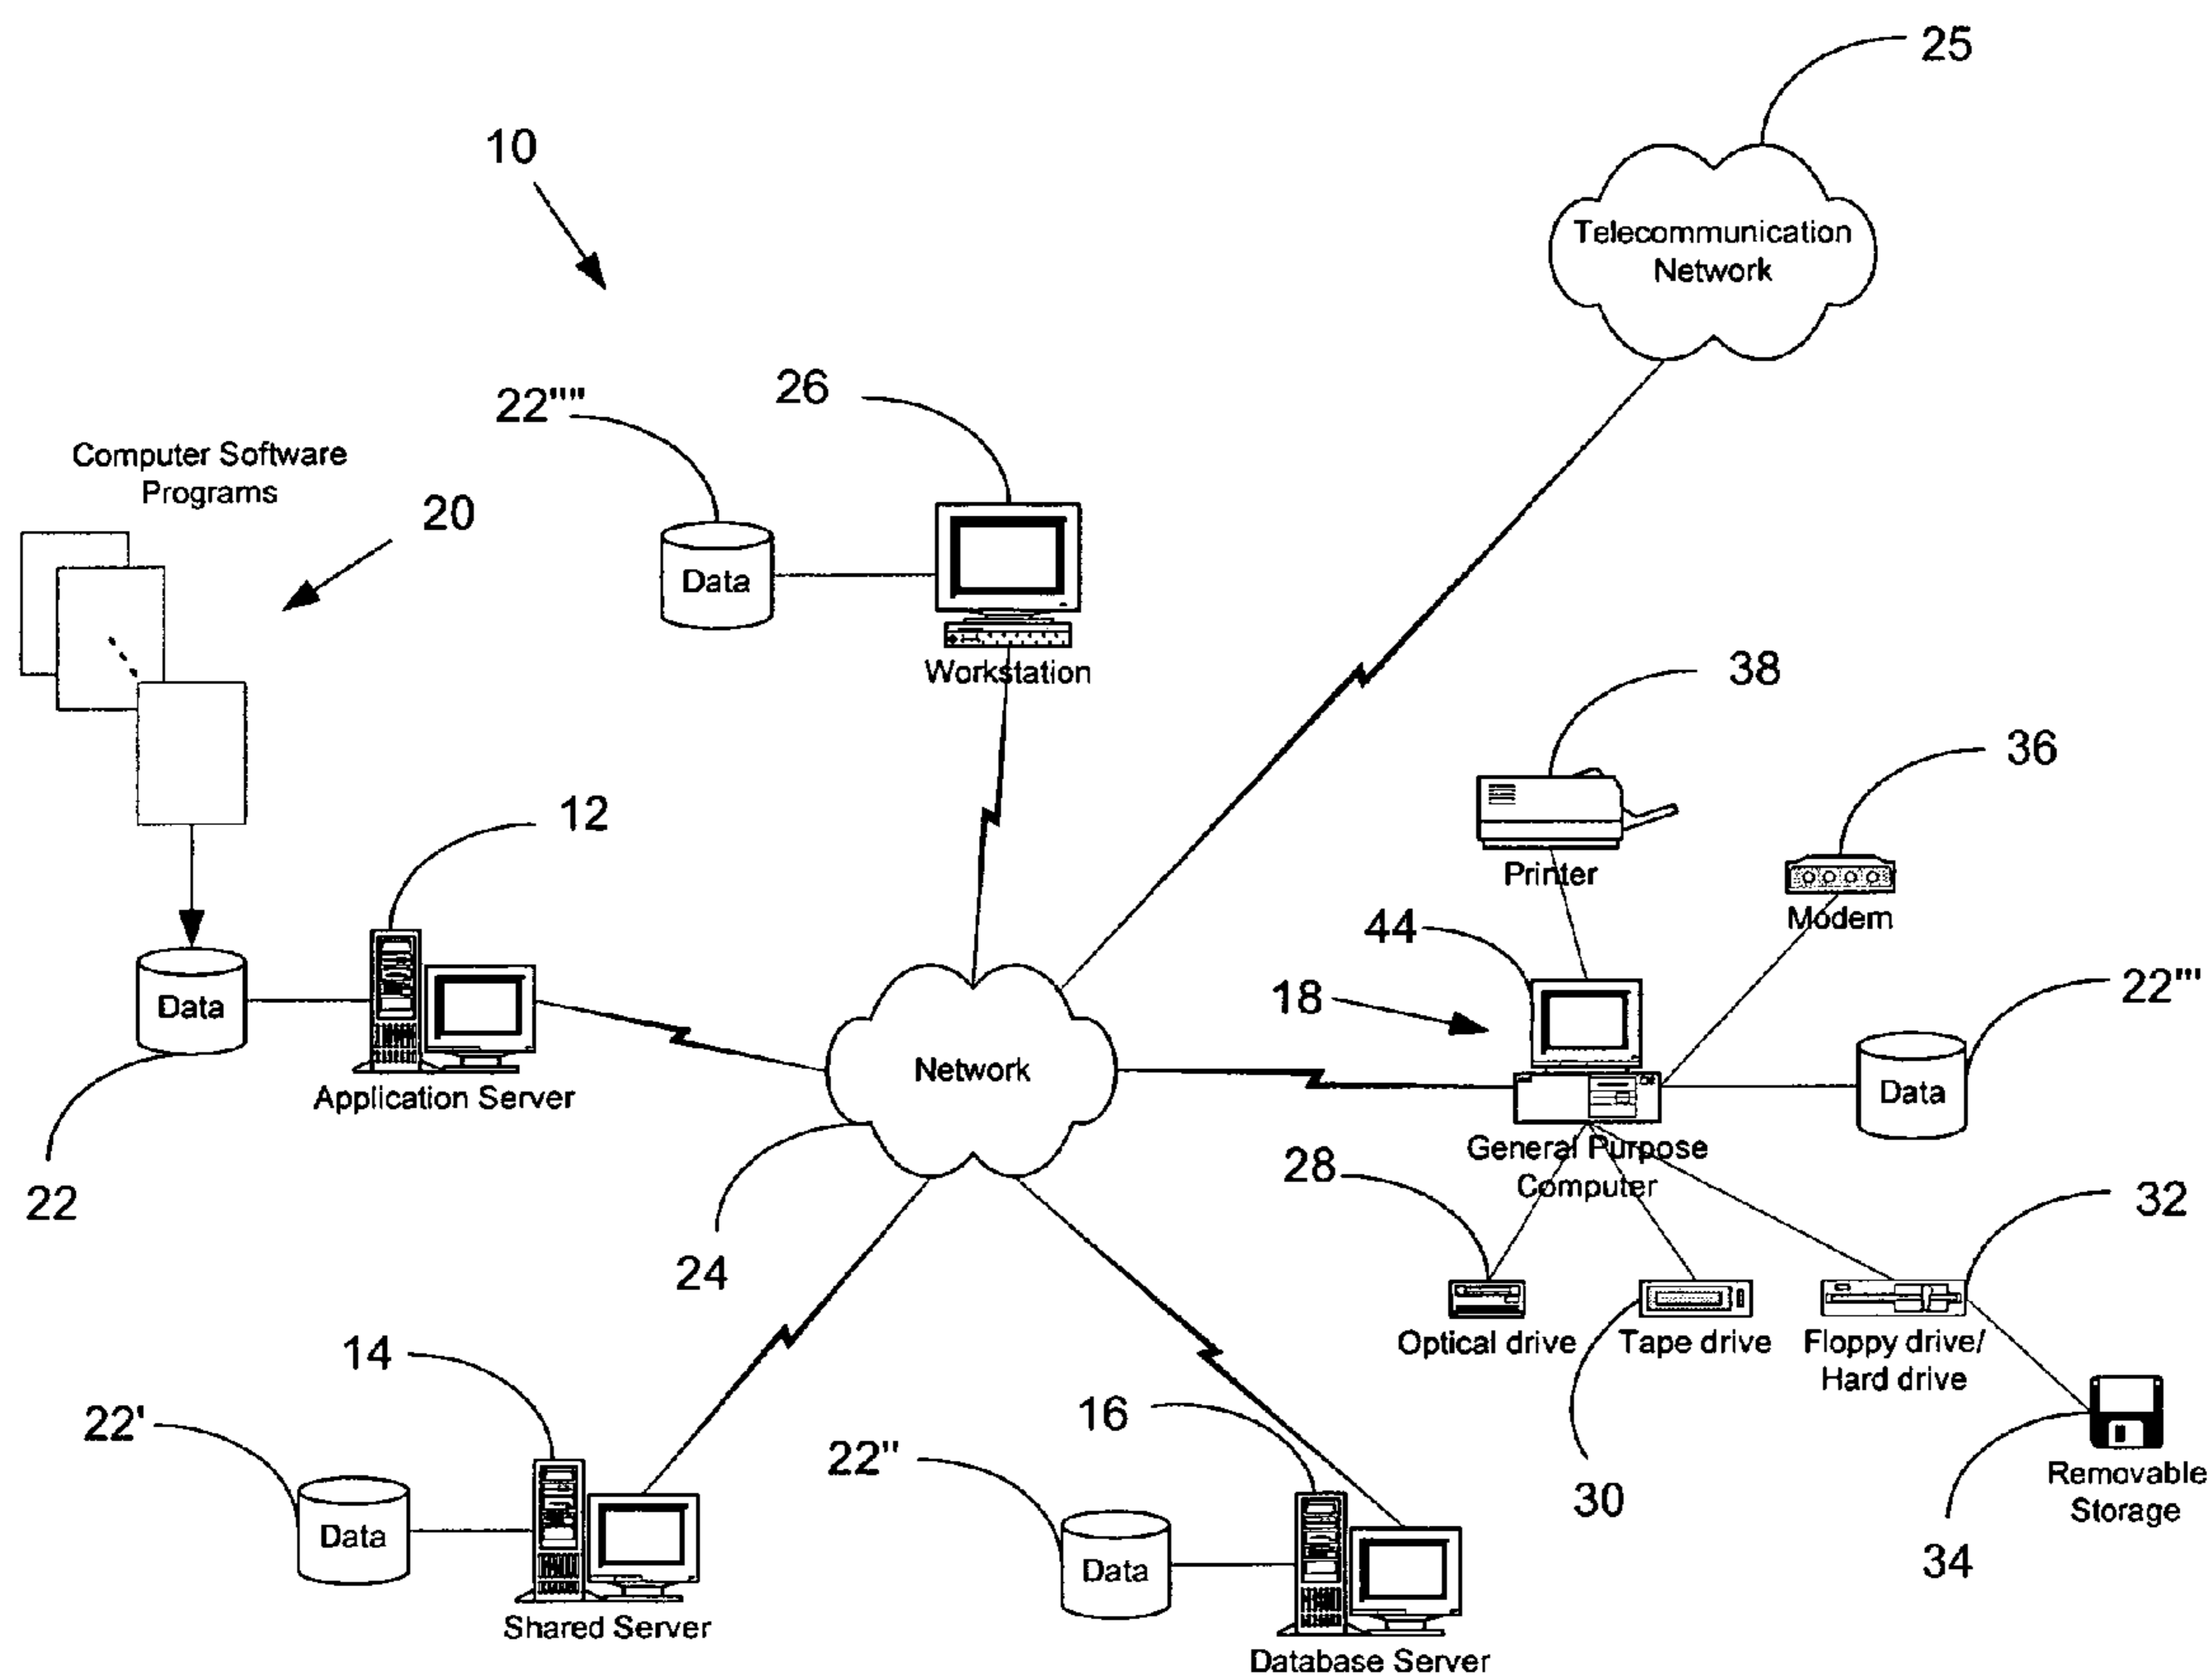 25
10
Telecommunication
Network
22""
26
Computer Software
Programs
20
Data
Workstation
38
36
12
Printer
Modem
44
18
22'''
Data
Application Server
Network
Data
General Purpose
Computer
28
32
22
24
Optical drive
Tape drive
Floppy drive/
Hard drive
14
16
22'
22"
30
Removable
Storage
34
Data
Data
Shared Server
Database Server